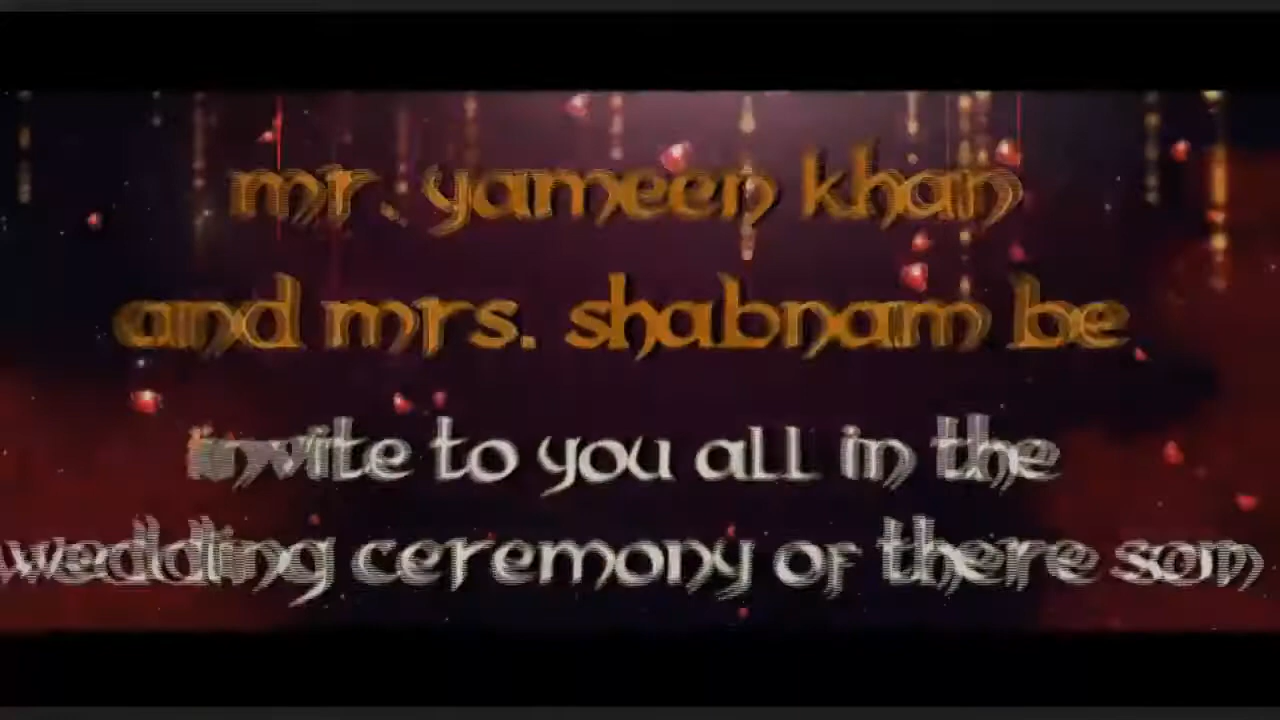 mr. yameen khan
and mrs. shabnam be
invite to you all in the
wedding ceremony of there son